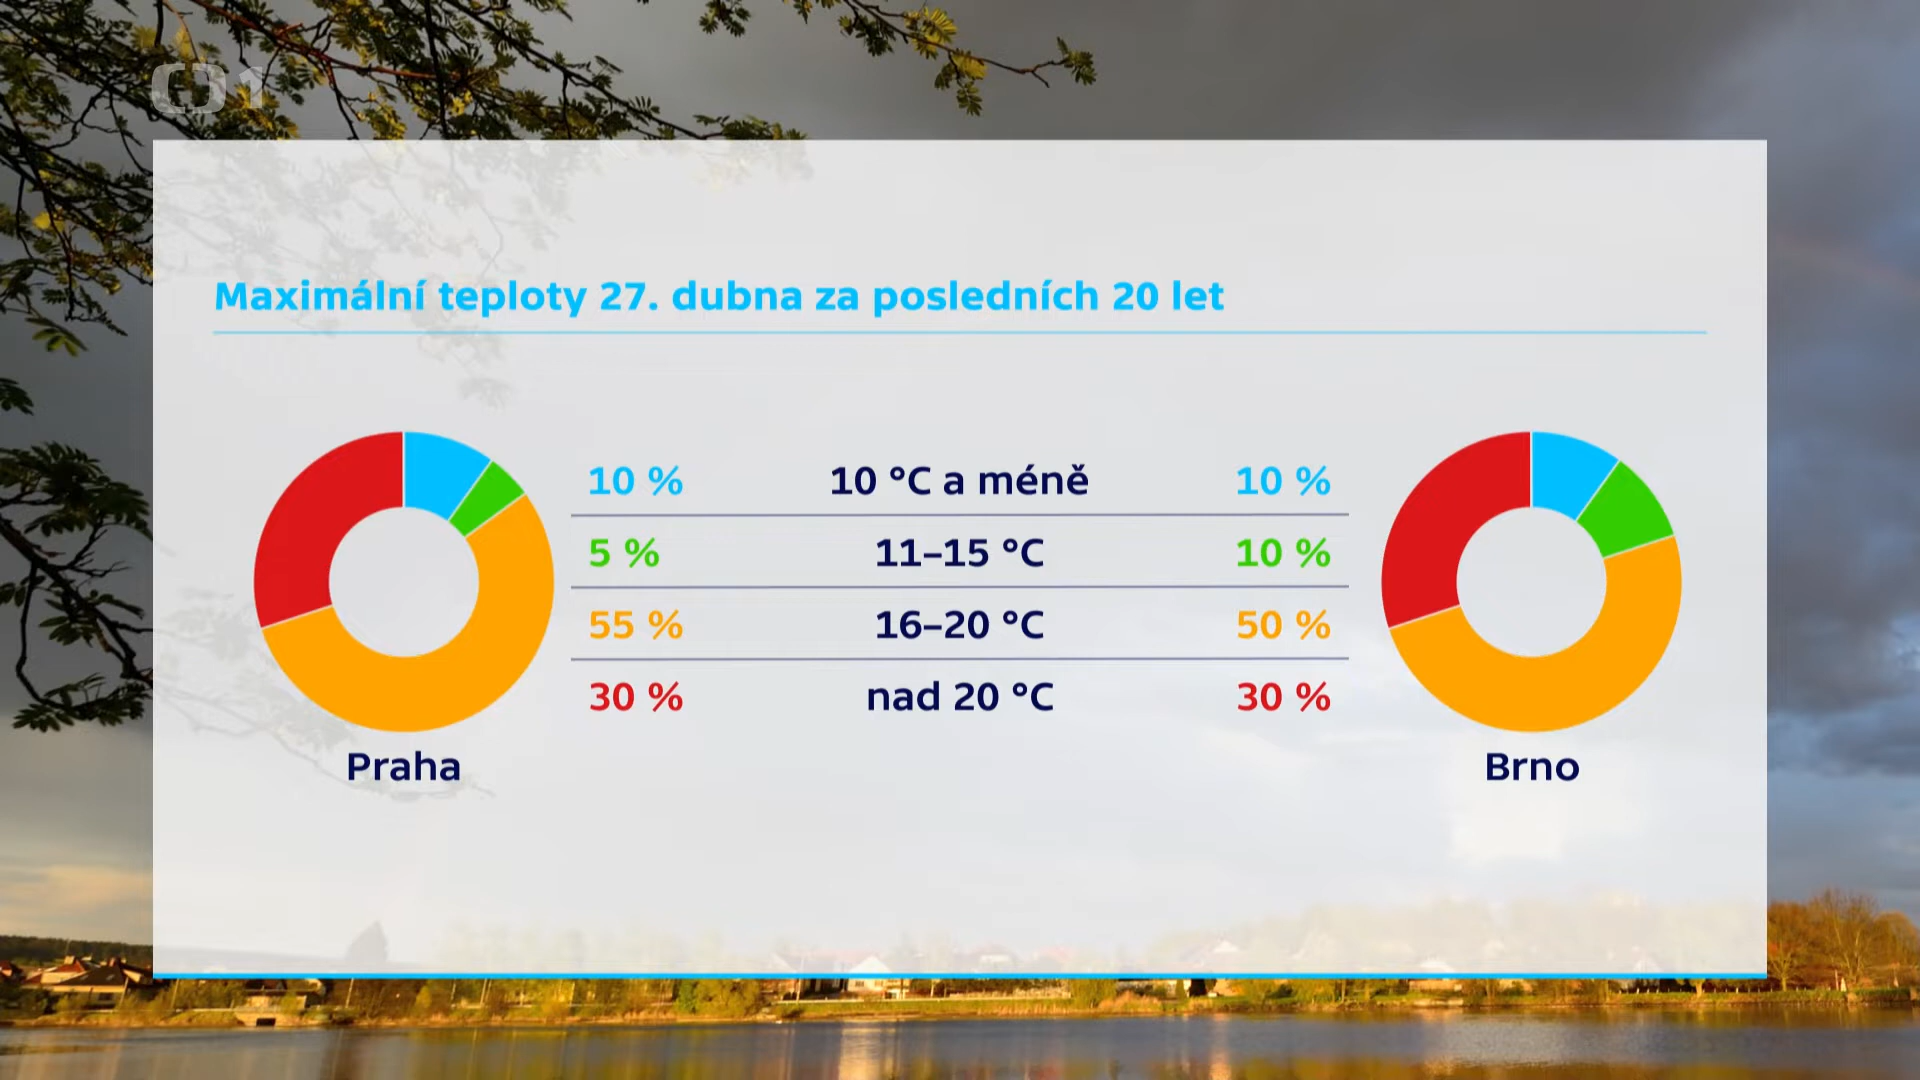 1
Maximální teploty 27. dubna za posledních 20 let
10 % 10 °C a méně 10 %
5 % 11–15 °C 10 %
55 % 16–20 °C 50 %
30 % nad 20 °C 30 %
Praha Brno